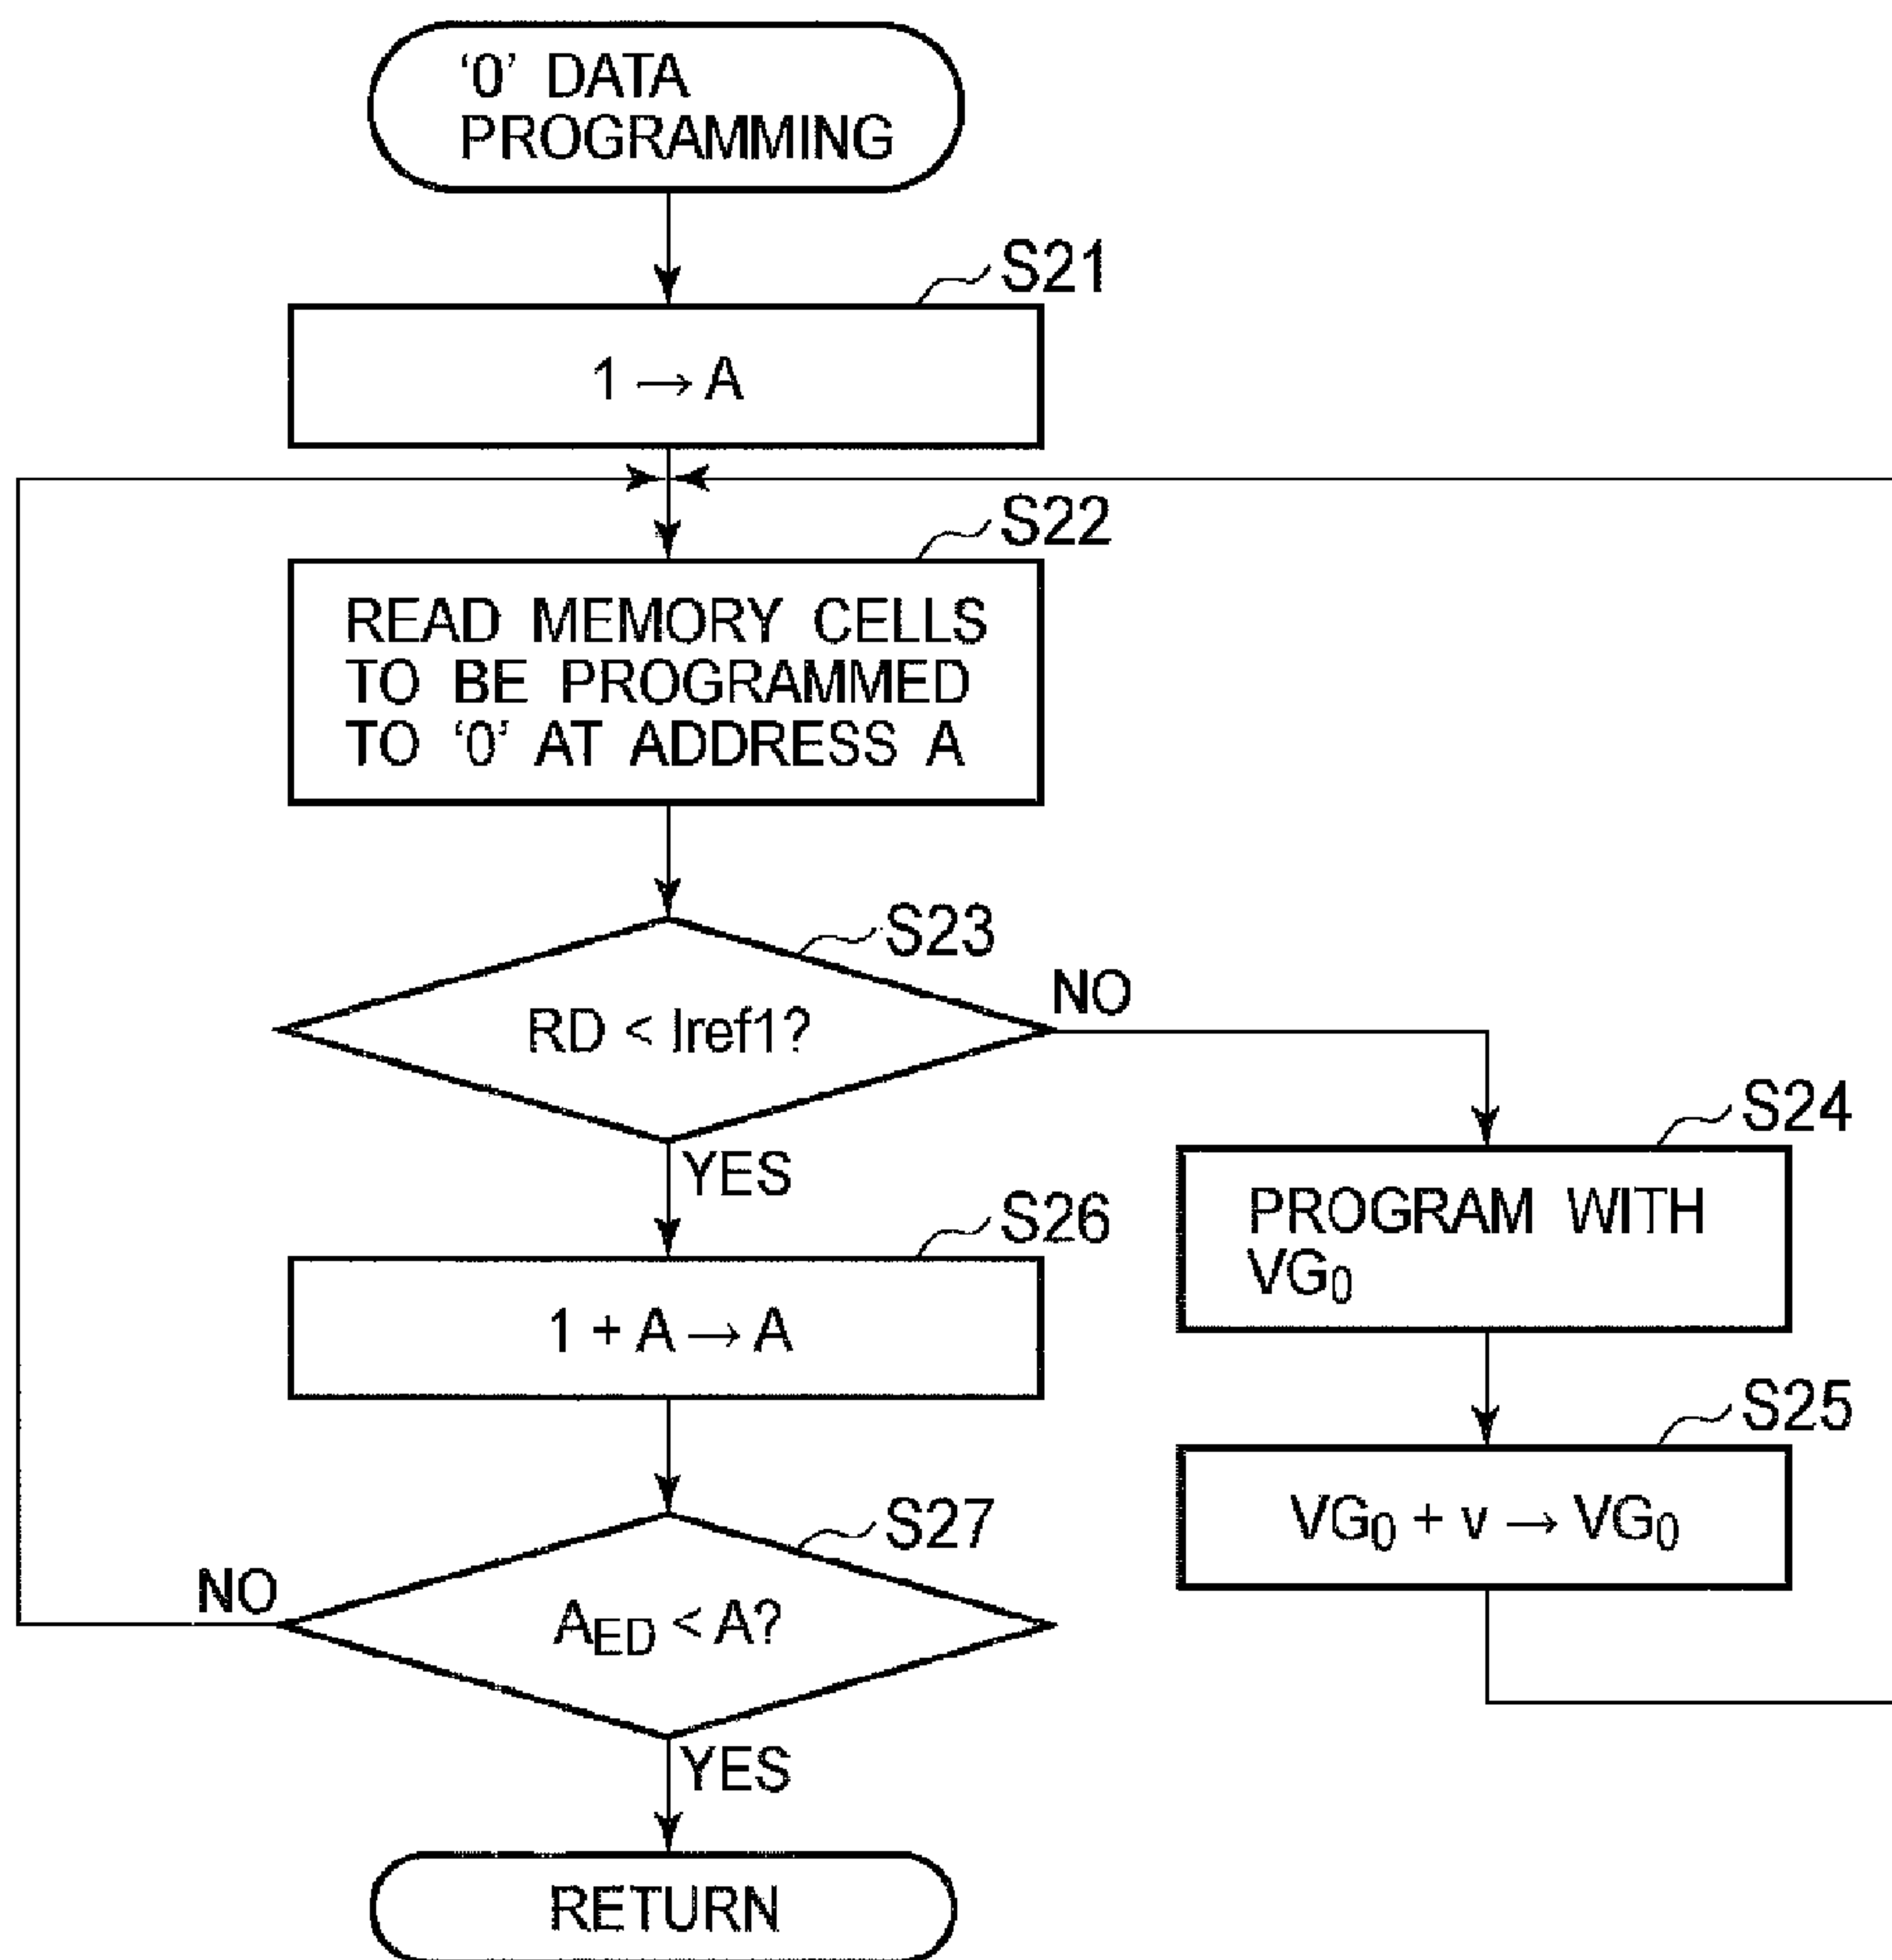 ‘0’ DATA
PROGRAMMING
S21
1 → A
S22
READ MEMORY CELLS
TO BE PROGRAMMED
TO ‘0’ AT ADDRESS A
S23
RD < Iref1?
NO
YES
S24
PROGRAM WITH
VG₀
S26
1 + A → A
S25
VG₀ + v → VG₀
S27
NO
A_ED < A?
YES
RETURN